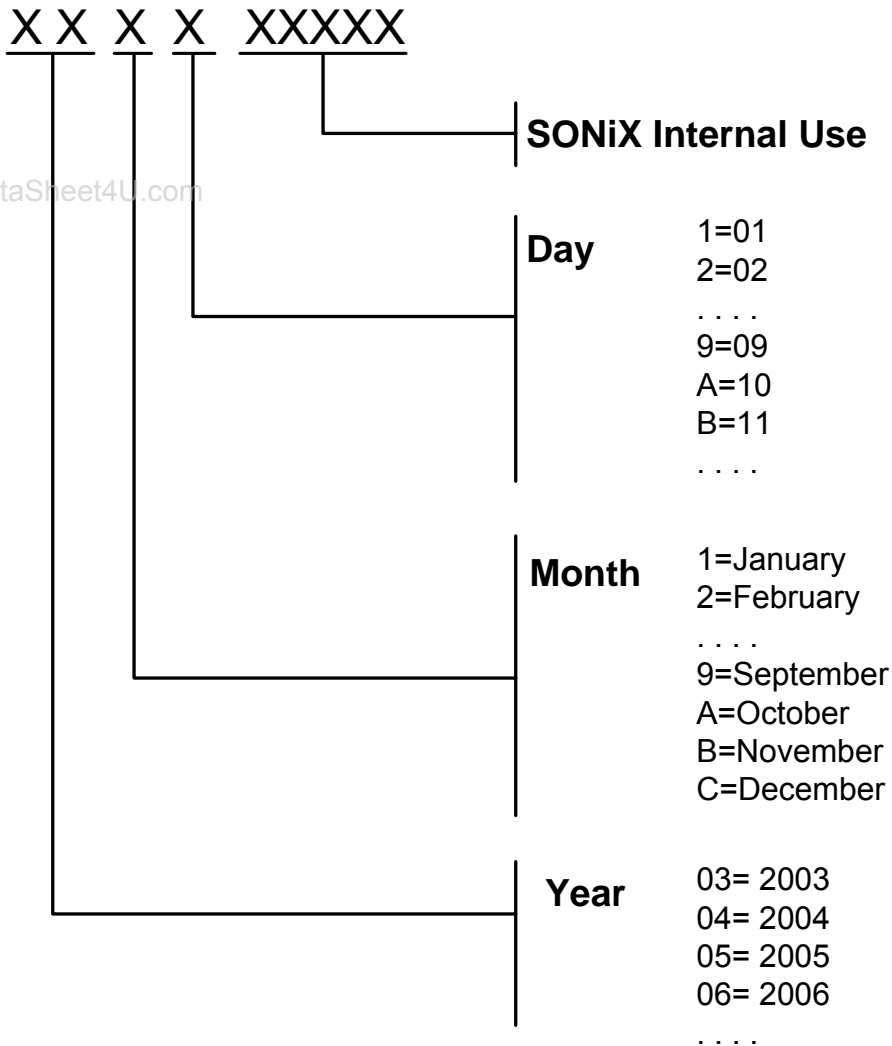 X X X X XXXXX
SONiX Internal Use
taSheet4U.com
Day
1=01
2=02
. . . .
9=09
A=10
B=11
. . . .
Month
1=January
2=February
. . . .
9=September
A=October
B=November
C=December
Year
03= 2003
04= 2004
05= 2005
06= 2006
. . . .